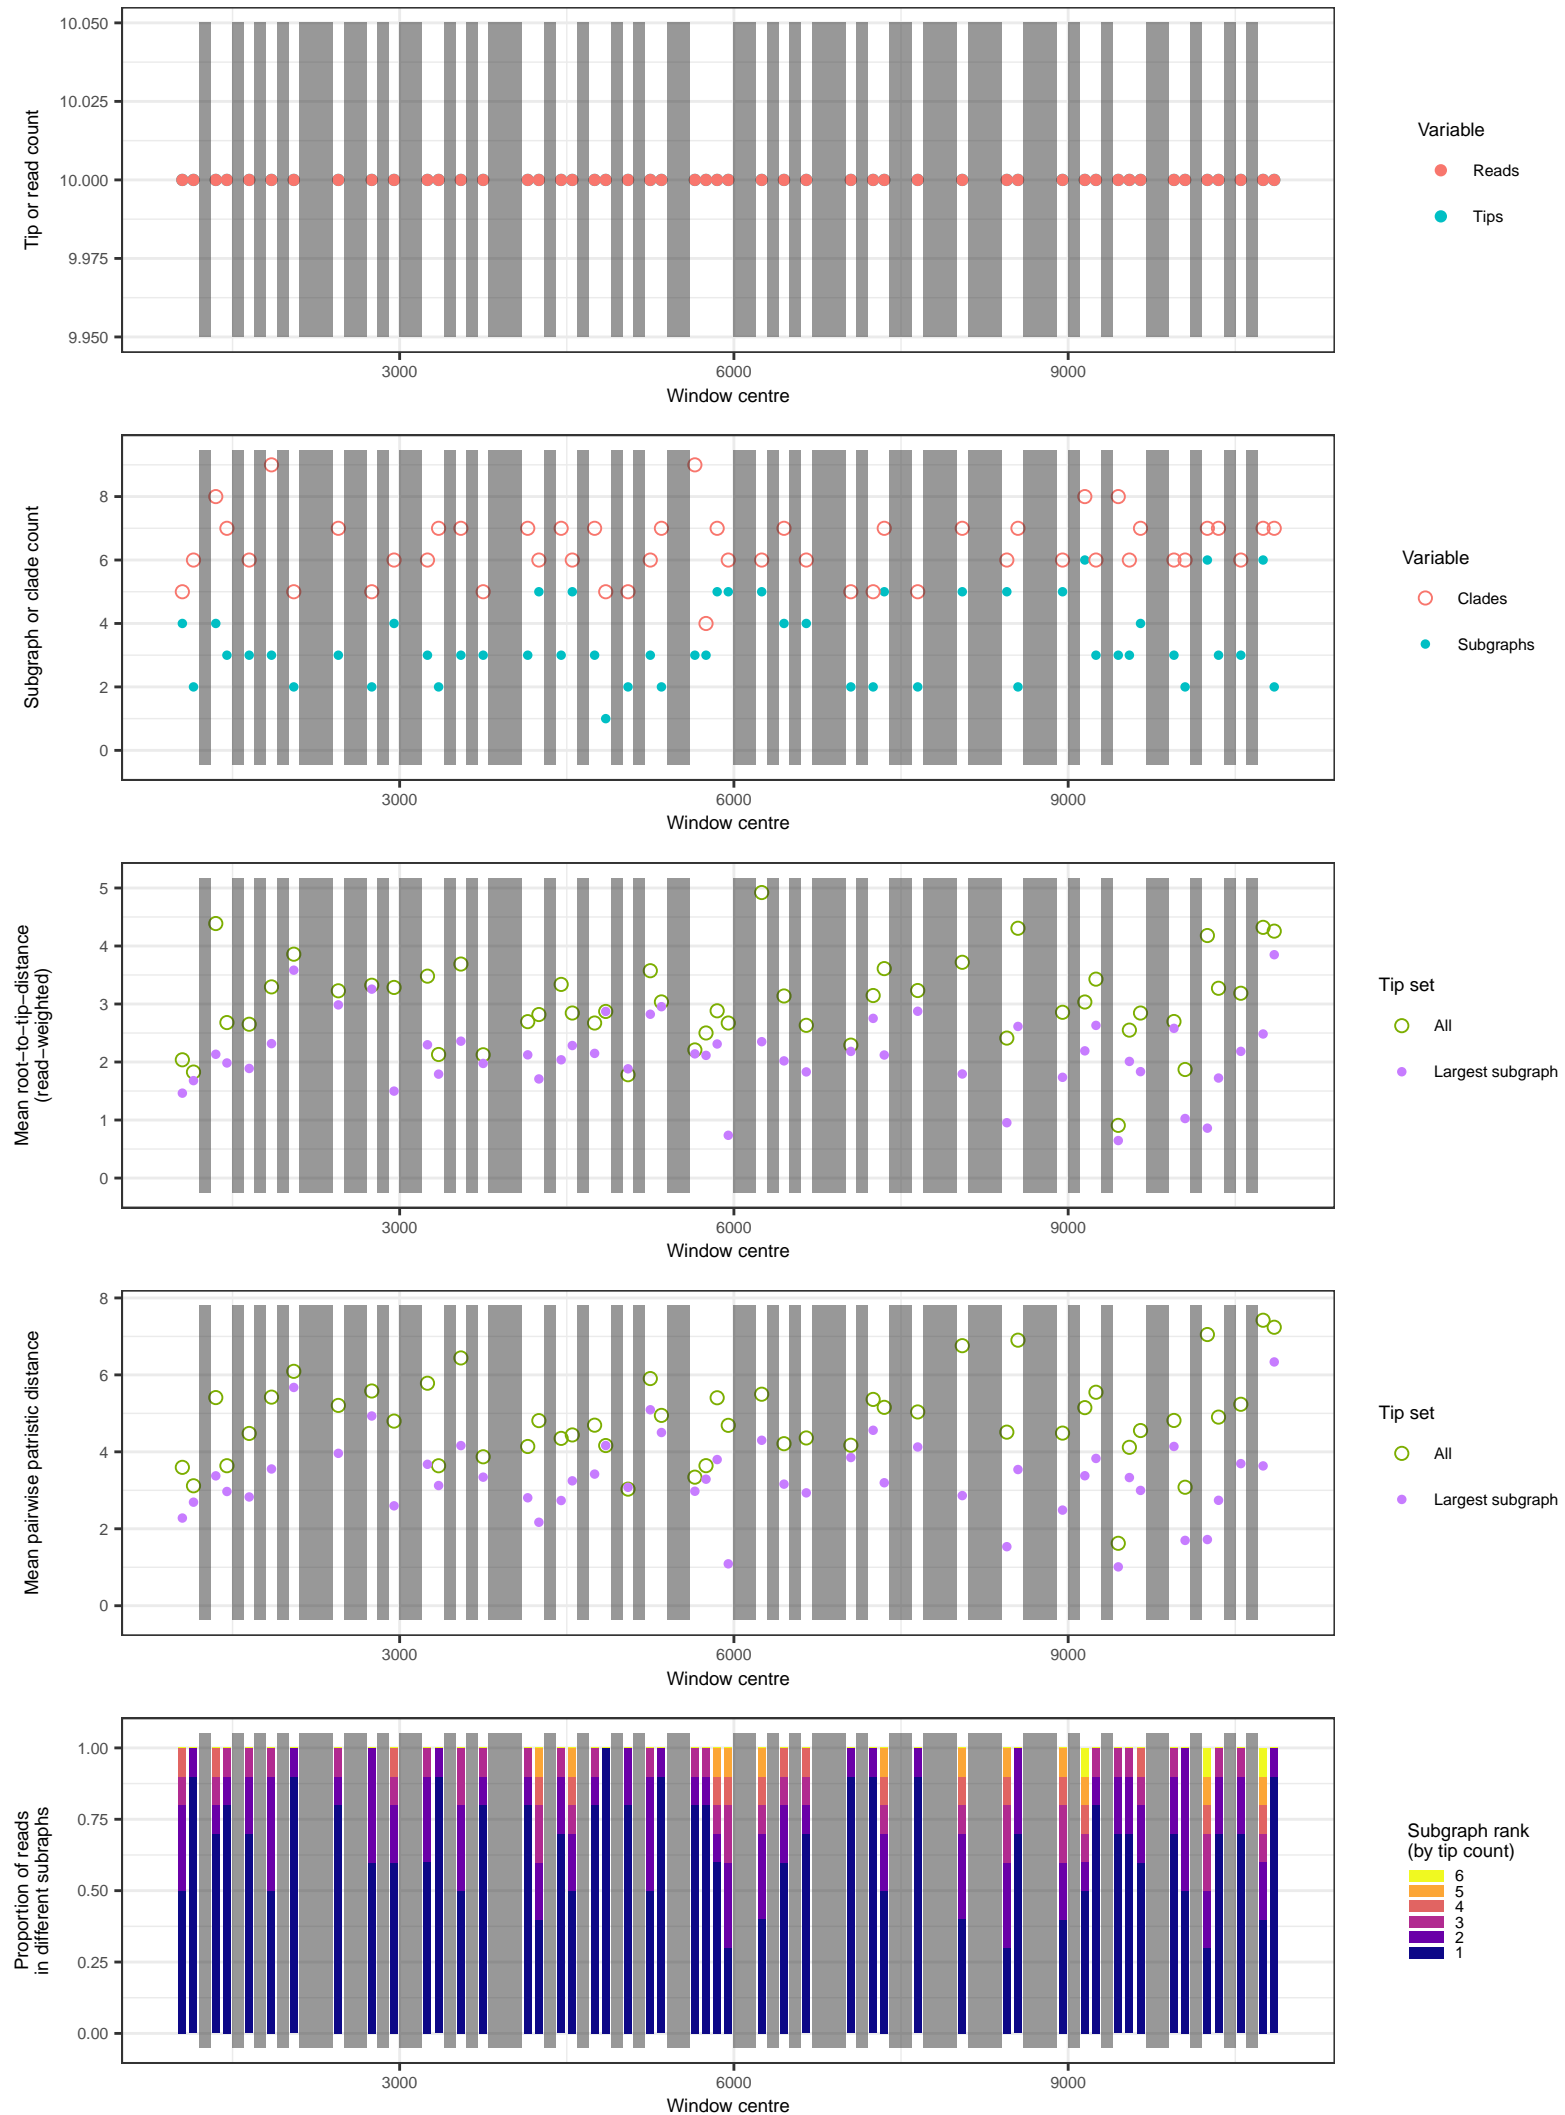 10.050
10.025
10.000
9.975
9.950
Tip or read count
3000
6000
9000
Window centre
Variable
Reads
Tips
8
6
4
2
0
Subgraph or clade count
3000
6000
9000
Window centre
Variable
Clades
Subgraphs
5
4
3
2
1
0
Mean root−to−tip−distance
(read−weighted)
3000
6000
9000
Window centre
Tip set
All
Largest subgraph
8
6
4
2
0
Mean pairwise patristic distance
3000
6000
9000
Window centre
Tip set
All
Largest subgraph
1.00
0.75
0.50
0.25
0.00
Proportion of reads
in different subraphs
3000
6000
9000
Window centre
Subgraph rank
(by tip count)
6
5
4
3
2
1